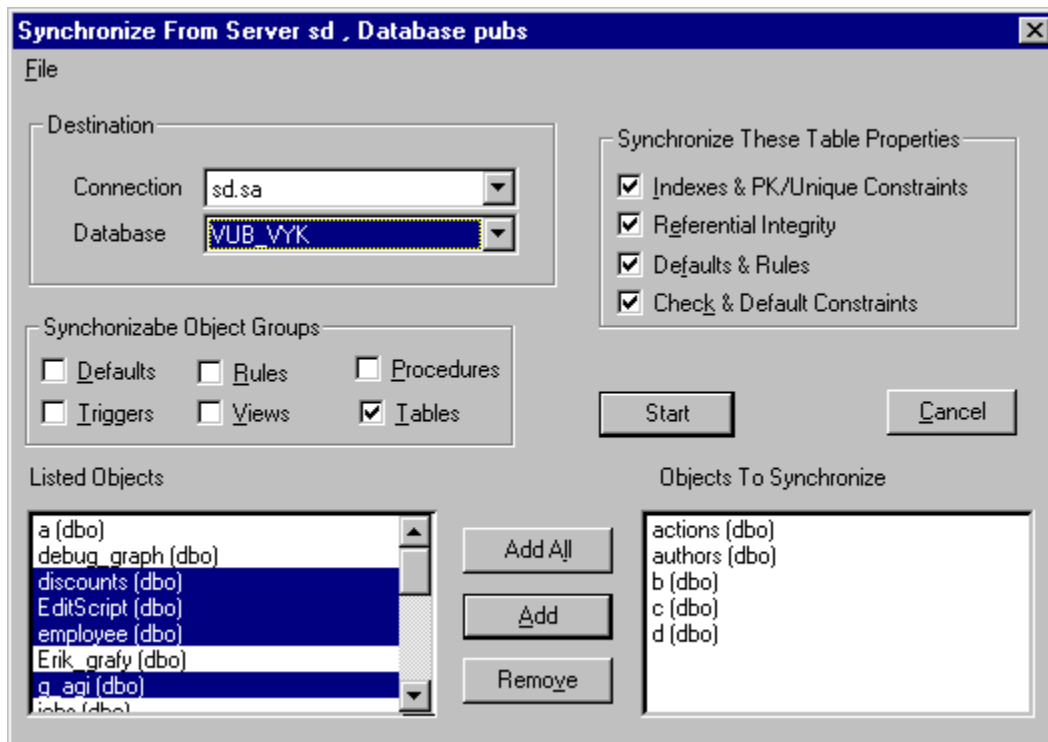 Synchronize From Server sd , Database pubs
File
Destination
Connection sd.sa
Database VUB_VYK
Synchronize These Table Properties
Indexes & PK/Unique Constraints
Referential Integrity
Defaults & Rules
Check & Default Constraints
Synchonizabe Object Groups
Defaults Rules Procedures
Triggers Views Tables
Start Cancel
Listed Objects
a (dbo)
debug_graph (dbo)
discounts (dbo)
EditScript (dbo)
employee (dbo)
Erik_grafy (dbo)
g_agi (dbo)
jobs (dbo)
Add All
Add
Remove
Objects To Synchronize
actions (dbo)
authors (dbo)
b (dbo)
c (dbo)
d (dbo)